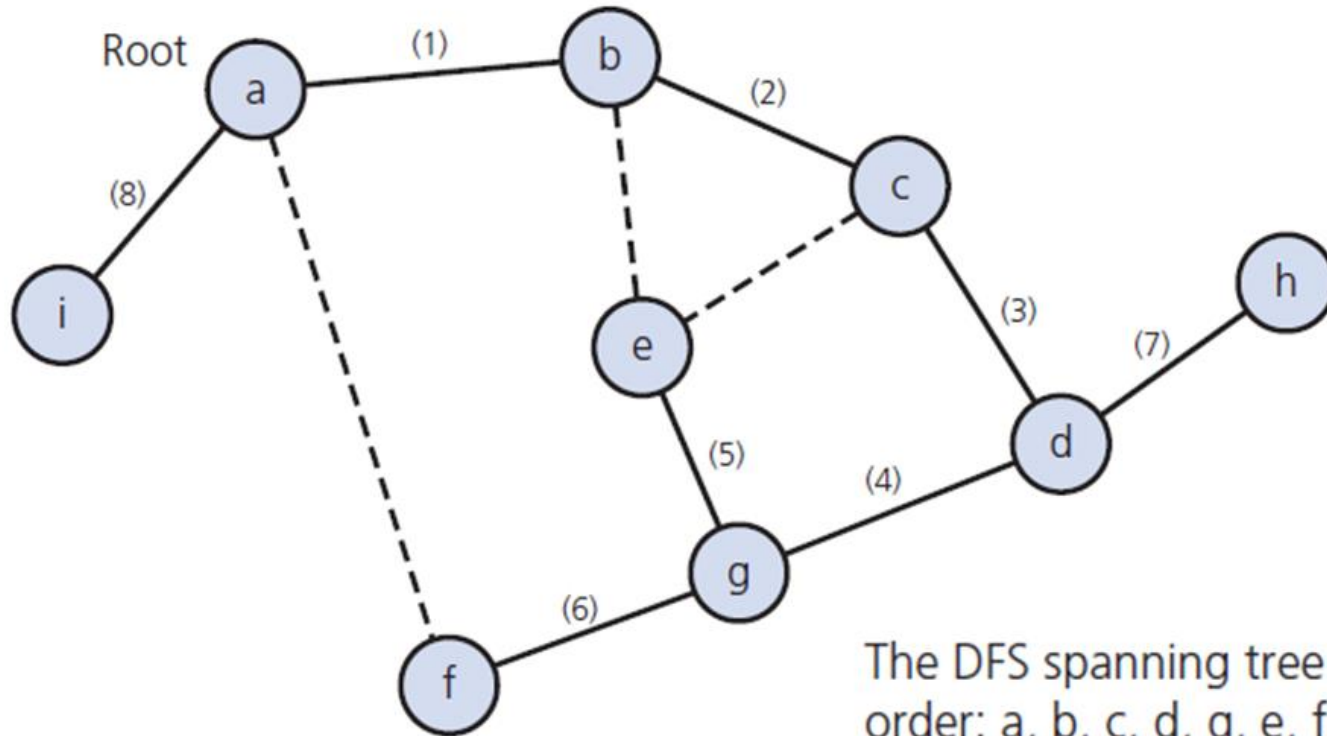 Root
a
(1)
b
(2)
c
(8)
i
e
(3)
h
(7)
d
(5)
(4)
g
(6)
f
The DFS spanning tree
order: a, b, c, d, g, e, f